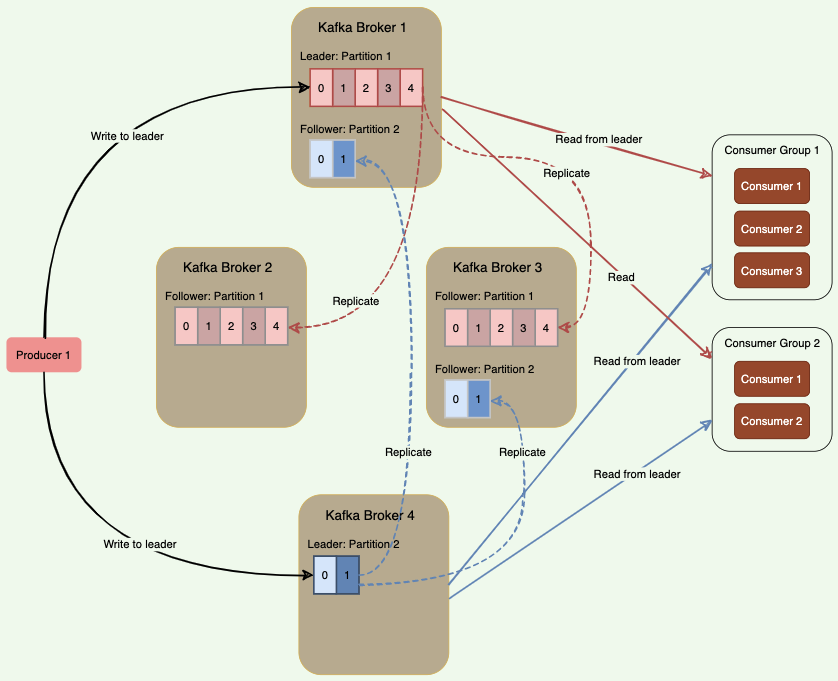 Kafka Broker 1
Leader: Partition 1
0 1 2 3 4
Follower: Partition 2
0 1
Write to leader
Read from leader
Replicate
Consumer Group 1
Consumer 1
Consumer 2
Consumer 3
Kafka Broker 2
Follower: Partition 1
0 1 2 3 4
Replicate
Kafka Broker 3
Follower: Partition 1
0 1 2 3 4
Follower: Partition 2
0 1
Read
Read from leader
Producer 1
Consumer Group 2
Consumer 1
Consumer 2
Replicate
Replicate
Read from leader
Kafka Broker 4
Leader: Partition 2
0 1
Write to leader